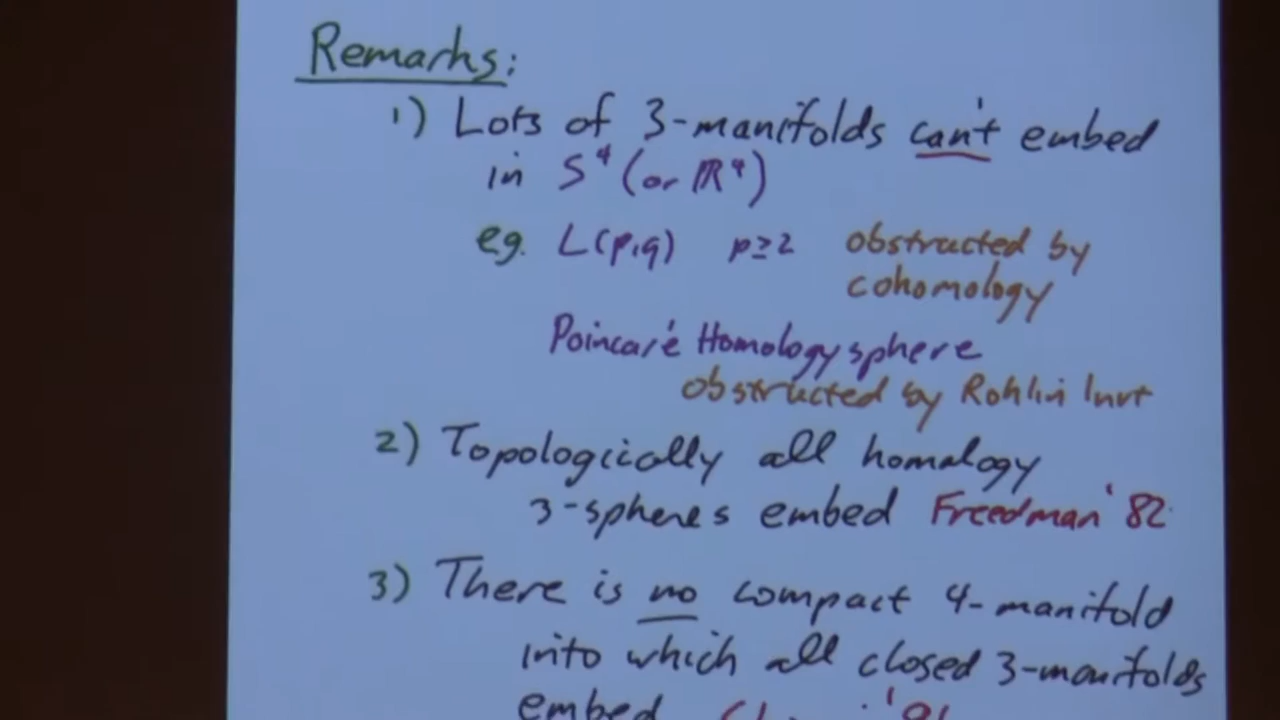 Remarks:
1) Lots of 3-manifolds can't embed
in S⁴ (or ℝ⁴)
eg. L(p,q) p≥2 obstructed by
cohomology
Poincaré Homology sphere
obstructed by Rohlin Invt
2) Topologically all homology
3-spheres embed Freedman '82
3) There is no compact 4-manifold
into which all closed 3-manifolds
embed